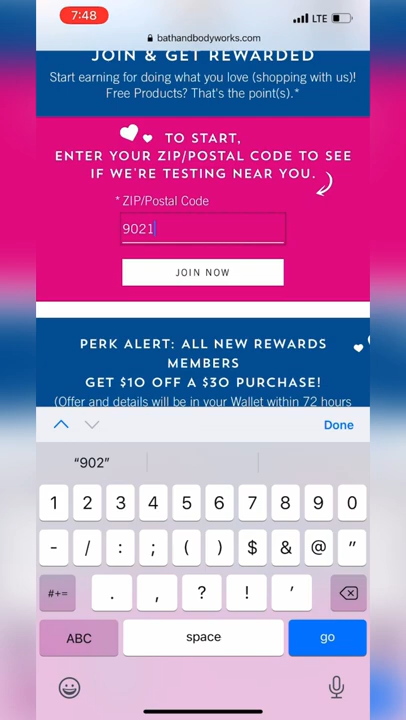 7:48
LTE
bathandbodyworks.com
JOIN & GET REWARDED
Start earning for doing what you love (shopping with us)!
Free Products? That's the point(s).*
TO START,
ENTER YOUR ZIP/POSTAL CODE TO SEE
IF WE'RE TESTING NEAR YOU.
* ZIP/Postal Code
9021
JOIN NOW
PERK ALERT: ALL NEW REWARDS
MEMBERS
GET $10 OFF A $30 PURCHASE!
(Offer and details will be in your Wallet within 72 hours
Done
“902”
1 2 3 4 5 6 7 8 9 0
- / : ; ( ) $ & @ "
#+= . , ? ! ' 
ABC space go